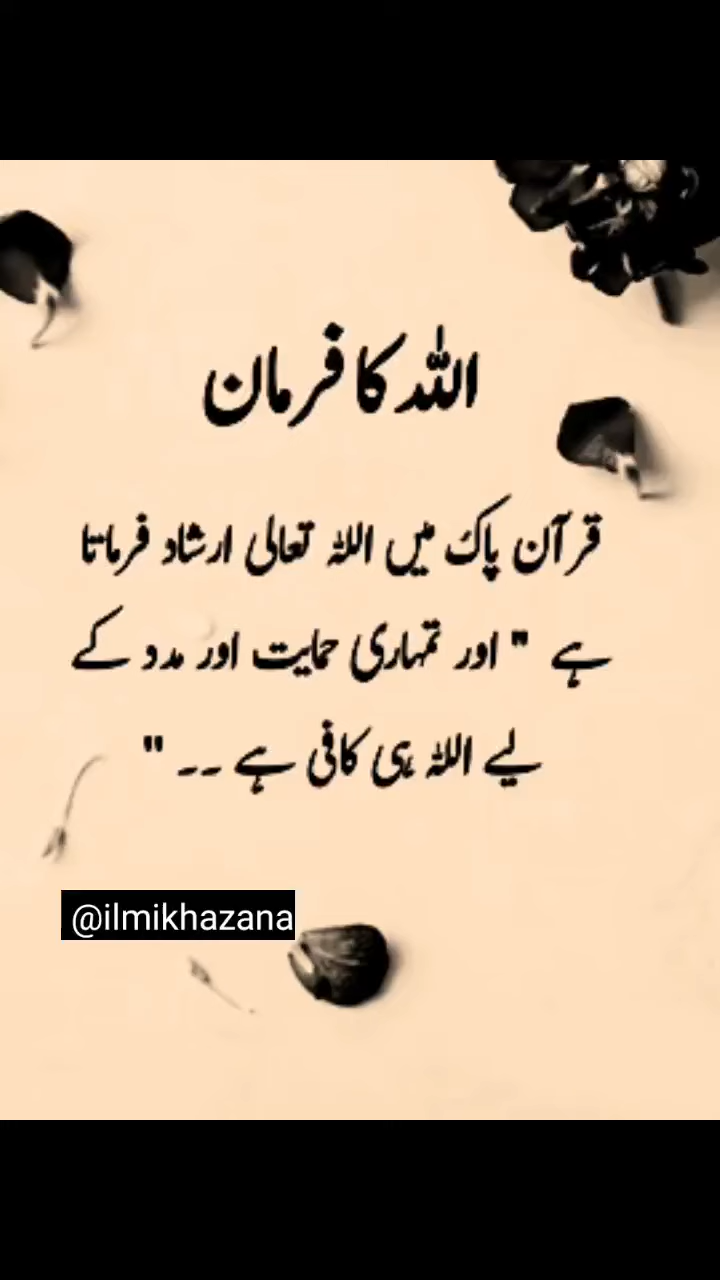 اللہ کا فرمان
قرآن پاک میں اللہ تعالی ارشاد فرماتا
ہے " اور تمہاری حمایت اور مدد کے
لیے اللہ ہی کافی ہے -- "
@ilmikhazana